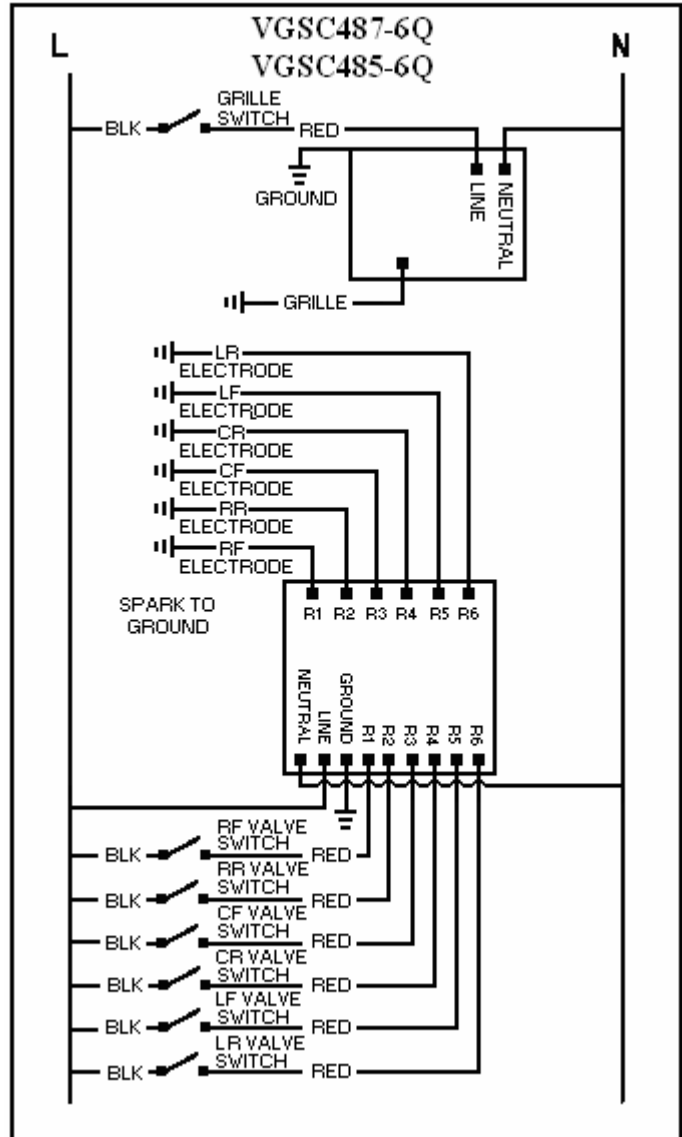 VGSC487-6Q
VGSC485-6Q
L
N
GRILLE
SWITCH
BLK
RED
GROUND
LINE
NEUTRAL
GRILLE
LR
ELECTRODE
LF
ELECTRODE
CR
ELECTRODE
CF
ELECTRODE
RR
ELECTRODE
RF
ELECTRODE
SPARK TO
GROUND
R1 R2 R3 R4 R5 R6
NEUTRAL
LINE
GROUND
R1
R2
R3
R4
R5
R6
RF VALVE
SWITCH
BLK
RED
RR VALVE
SWITCH
BLK
RED
CF VALVE
SWITCH
BLK
RED
CR VALVE
SWITCH
BLK
RED
LF VALVE
SWITCH
BLK
RED
LR VALVE
SWITCH
BLK
RED